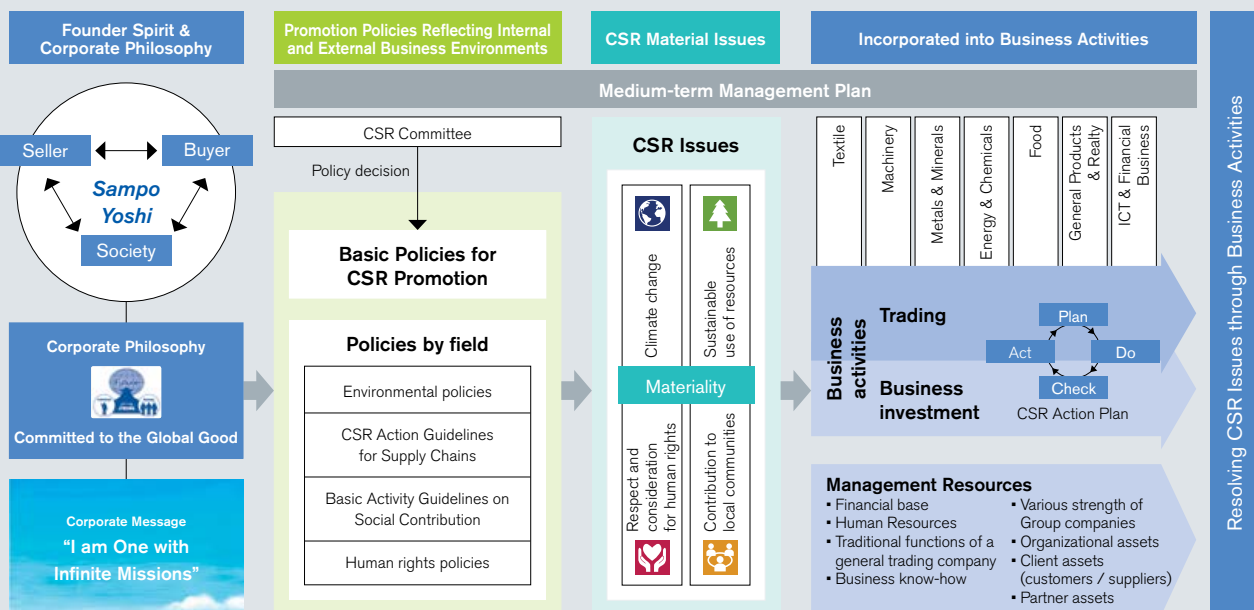 Founder Spirit &
Corporate Philosophy
Promotion Policies Reflecting Internal
and External Business Environments
CSR Material Issues
Incorporated into Business Activities
Medium-term Management Plan
Seller
Buyer
Sampo
Yoshi
Society
Corporate Philosophy
Committed to the Global Good
Corporate Message
"I am One with
Infinite Missions"
CSR Committee
Policy decision
Basic Policies for
CSR Promotion
Policies by field
Environmental policies
CSR Action Guidelines
for Supply Chains
Basic Activity Guidelines on
Social Contribution
Human rights policies
CSR Issues
Climate change
Sustainable
use of resources
Materiality
Respect and
consideration
for human rights
Contribution to
local communities
Textile
Machinery
Metals & Minerals
Energy & Chemicals
Food
General Products
& Realty
ICT & Financial
Business
Business
activities
Trading
Business
investment
Plan
Do
Check
Act
CSR Action Plan
Management Resources
▪ Financial base
▪ Human Resources
▪ Traditional functions of a
general trading company
▪ Business know-how
▪ Various strength of
Group companies
▪ Organizational assets
▪ Client assets
(customers / suppliers)
▪ Partner assets
Resolving CSR Issues through Business Activities